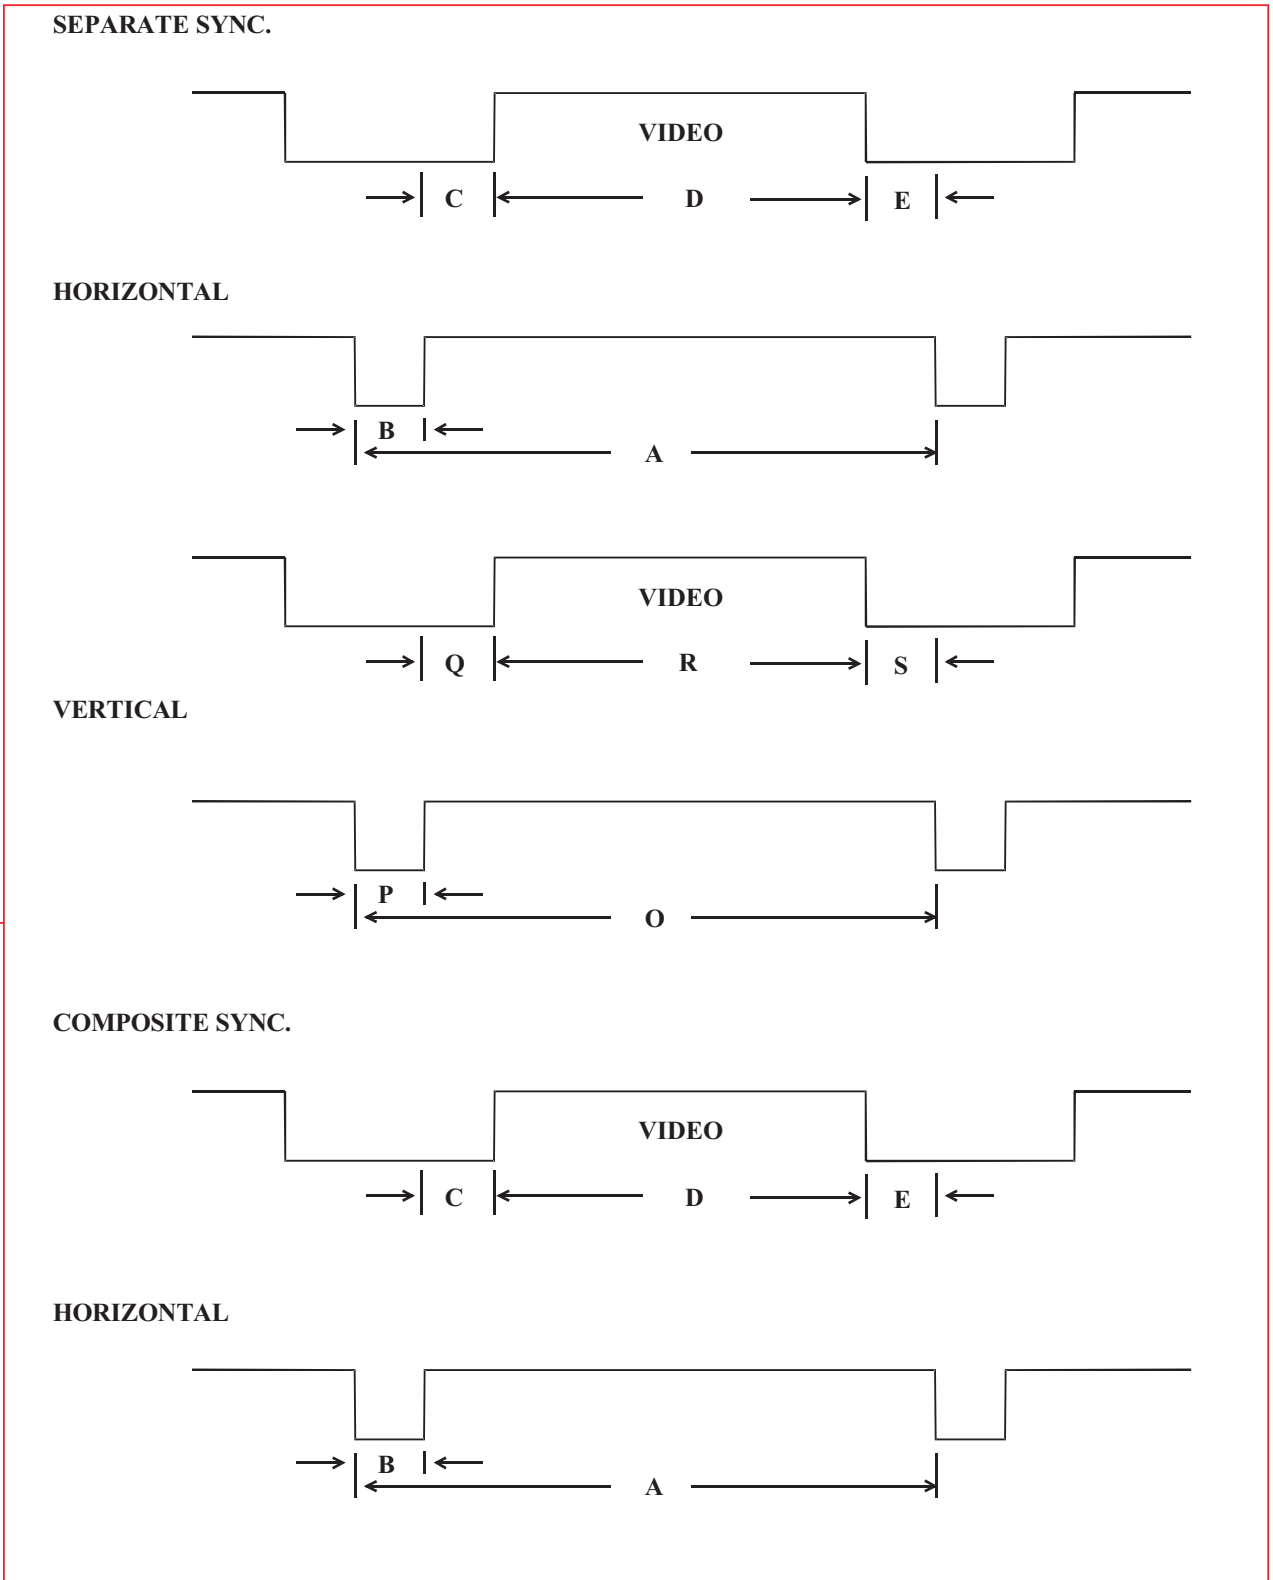 SEPARATE SYNC.
VIDEO
C D E
HORIZONTAL
B
A
VIDEO
Q R S
VERTICAL
P
O
COMPOSITE SYNC.
VIDEO
C D E
HORIZONTAL
B
A